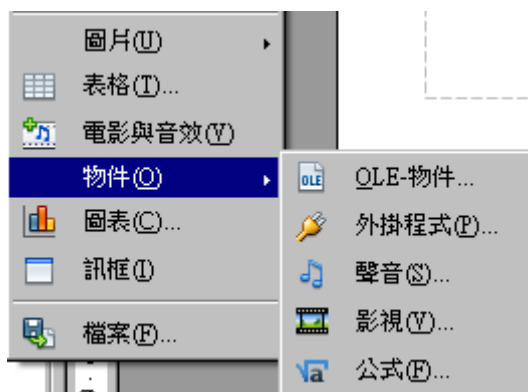 圖片(U)
表格(T)...
電影與音效(V)
物件(O)
圖表(C)...
訊框(I)
檔案(F)...
OLE
OLE-物件...
外掛程式(P)...
聲音(S)...
影視(V)...
公式(F)...